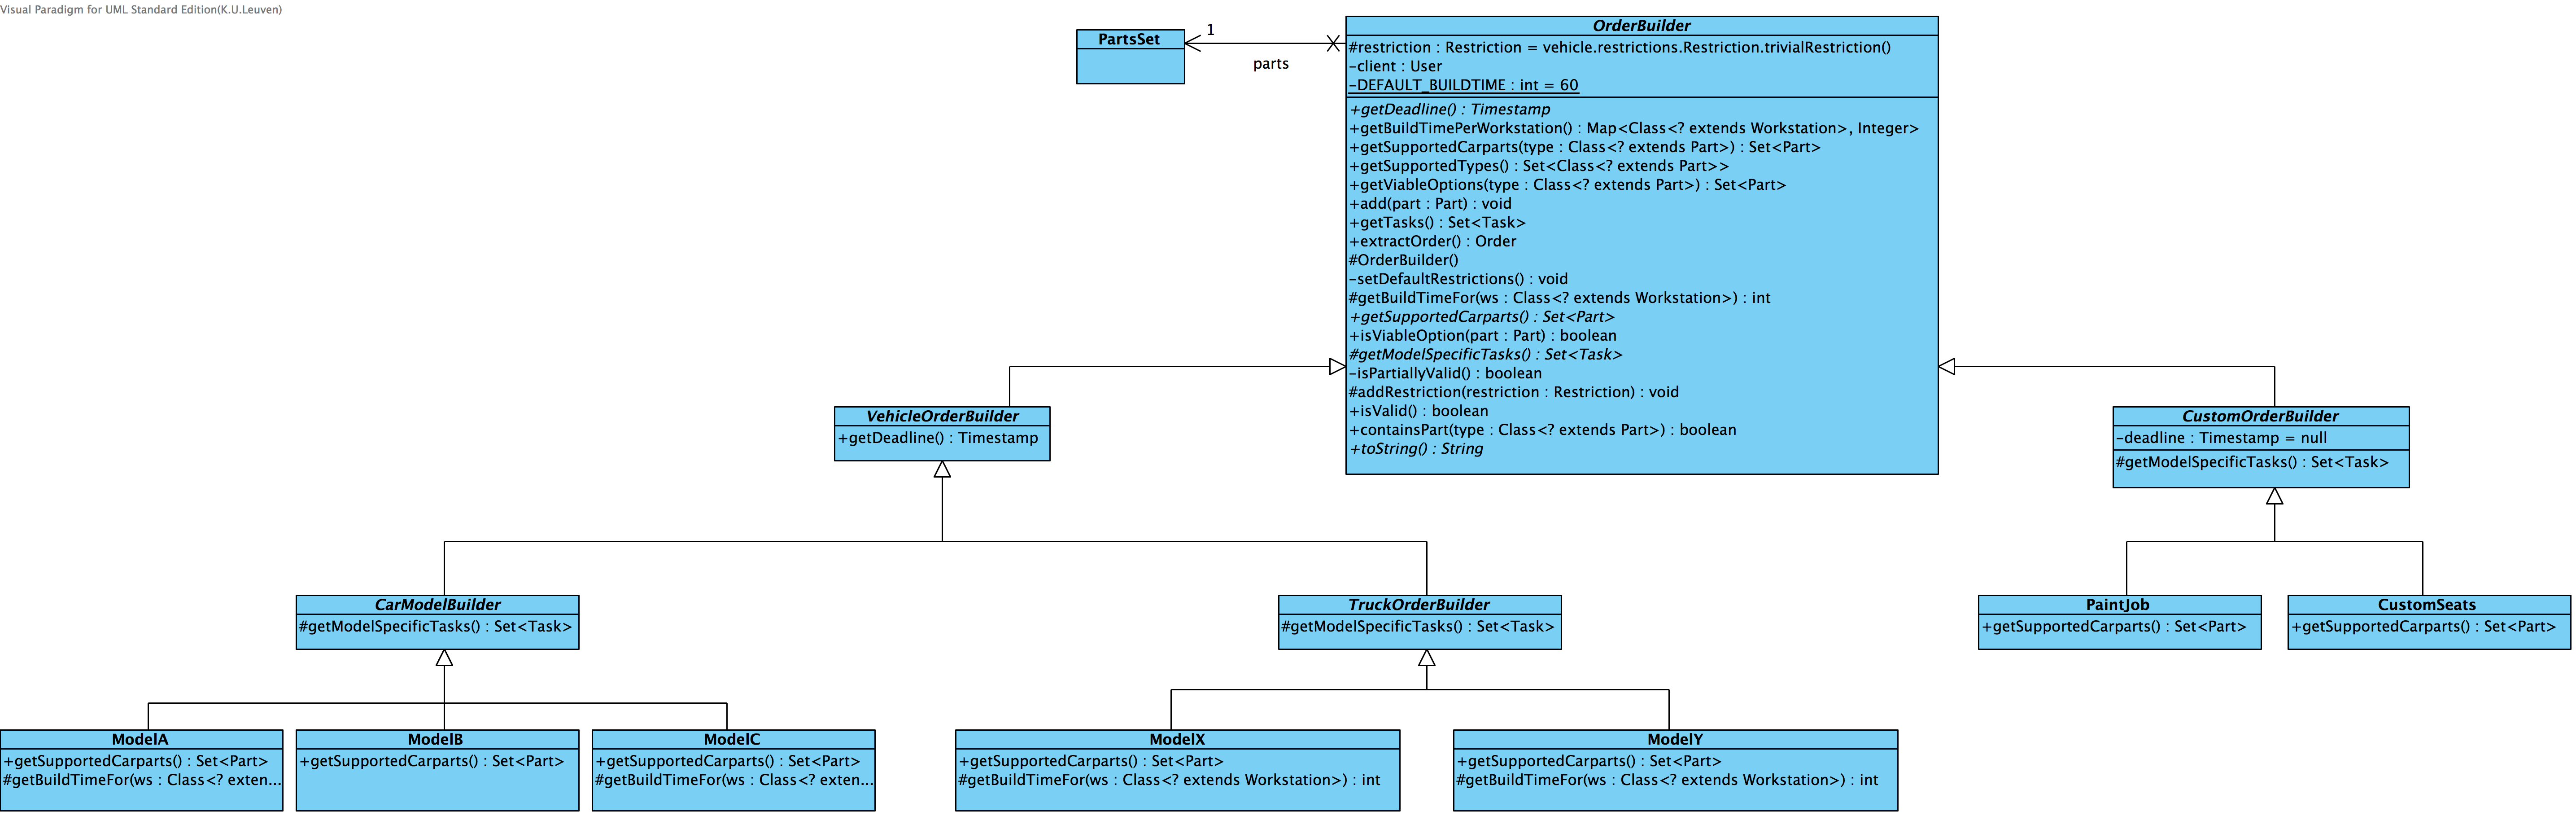 Visual Paradigm for UML Standard Edition(K.U.Leuven)
PartsSet
1
parts
OrderBuilder
#restriction : Restriction = vehicle.restrictions.Restriction.trivialRestriction()
-client : User
-DEFAULT_BUILDTIME : int = 60
+getDeadline() : Timestamp
+getBuildTimePerWorkstation() : Map<Class<? extends Workstation>, Integer>
+getSupportedCarparts(type : Class<? extends Part>) : Set<Part>
+getSupportedTypes() : Set<Class<? extends Part>>
+getViableOptions(type : Class<? extends Part>) : Set<Part>
+add(part : Part) : void
+getTasks() : Set<Task>
+extractOrder() : Order
#OrderBuilder()
-setDefaultRestrictions() : void
#getBuildTimeFor(ws : Class<? extends Workstation>) : int
+getSupportedCarparts() : Set<Part>
+isViableOption(part : Part) : boolean
#getModelSpecificTasks() : Set<Task>
-isPartiallyValid() : boolean
#addRestriction(restriction : Restriction) : void
+isValid() : boolean
+containsPart(type : Class<? extends Part>) : boolean
+toString() : String
VehicleOrderBuilder
+getDeadline() : Timestamp
CustomOrderBuilder
-deadline : Timestamp = null
#getModelSpecificTasks() : Set<Task>
CarModelBuilder
#getModelSpecificTasks() : Set<Task>
TruckOrderBuilder
#getModelSpecificTasks() : Set<Task>
PaintJob
+getSupportedCarparts() : Set<Part>
CustomSeats
+getSupportedCarparts() : Set<Part>
ModelA
+getSupportedCarparts() : Set<Part>
#getBuildTimeFor(ws : Class<? exten...
ModelB
+getSupportedCarparts() : Set<Part>
ModelC
+getSupportedCarparts() : Set<Part>
#getBuildTimeFor(ws : Class<? exten...
ModelX
+getSupportedCarparts() : Set<Part>
#getBuildTimeFor(ws : Class<? extends Workstation>) : int
ModelY
+getSupportedCarparts() : Set<Part>
#getBuildTimeFor(ws : Class<? extends Workstation>) : int